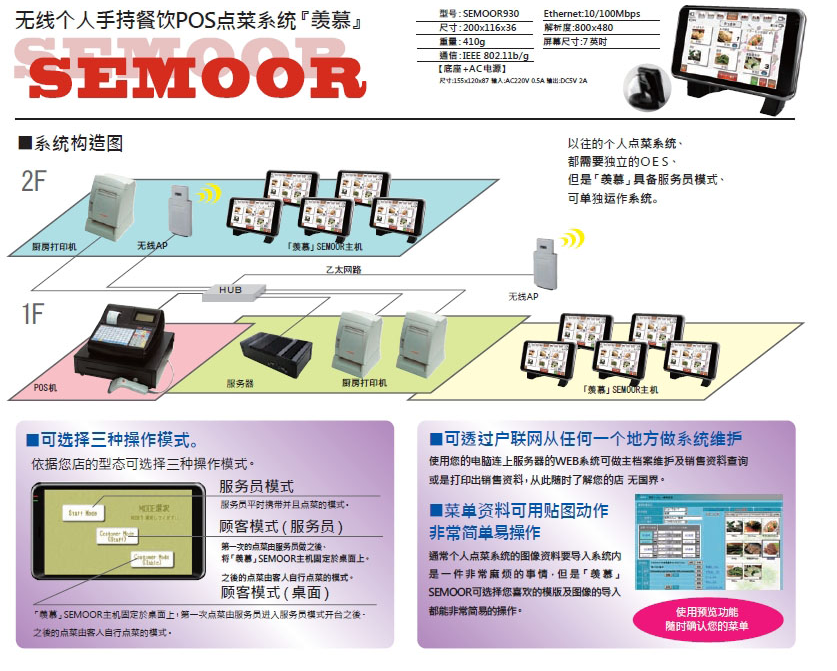 无线个人手持餐饮POS点菜系统『羡慕』
SEMOOR
型号: SEMOOR930
尺寸: 200x116x36
重量: 410g
通信: IEEE 802.11b/g
【底座+AC电源】
尺寸:155x120x87 输入:AC220V 0.5A 输出:DC5V 2A
Ethernet:10/100Mbps
解析度:800x480
屏幕尺寸:7 英吋
■系统构造图
以往的个人点菜系统、
都需要独立的OES、
但是「羡慕」具备服务员模式、
可单独运作系统。
2F
厨房打印机
无线AP
「羡慕」SEMOOR主机
乙太网路
HUB
无线AP
1F
POS机
服务器
厨房打印机
「羡慕」SEMOOR主机
■可选择三种操作模式。
依据您店的型态可选择三种操作模式。
MODE選択
Start Mode
Consumer Mode
(Staff)
Consumer Mode
(Table)
服务员模式
服务员平时携带并且点菜的模式。
顾客模式 ( 服务员 )
第一次的点菜由服务员做之後、
将「羡慕」SEMOOR主机固定於桌面上。
之後的点菜由客人自行点菜的模式。
顾客模式 ( 桌面 )
「羡慕」SEMOOR主机固定於桌面上,第一次点菜由服务员进入服务员模式开台之後、
之後的点菜由客人自行点菜的模式。
■可透过户联网从任何一个地方做系统维护
使用您的电脑连上服务器的WEB系统可做主档案维护及销售资料查询
或是打印出销售资料,从此随时了解您的店 无国界。
■菜单资料可用贴图动作
非常简单易操作
通常个人点菜系统的图像资料要导入系统内
是一件非常麻烦的事情,但是「羡慕」
SEMOOR可选择您喜欢的模版及图像的导入
都能非常简易的操作。
使用预览功能
随时确认您的菜单